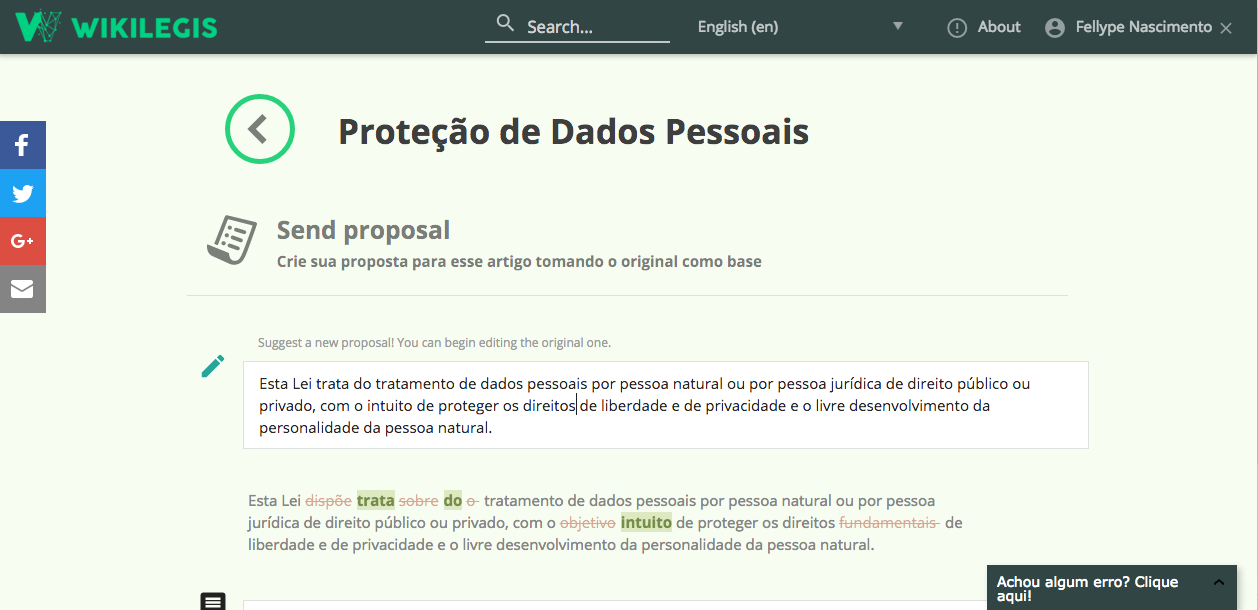 WIKILEGIS
Search...
English (en)
About
Fellype Nascimento
Proteção de Dados Pessoais
G+
Send proposal
Crie sua proposta para esse artigo tomando o original como base
Suggest a new proposal! You can begin editing the original one.
Esta Lei trata do tratamento de dados pessoais por pessoa natural ou por pessoa jurídica de direito público ou
privado, com o intuito de proteger os direitos de liberdade e de privacidade e o livre desenvolvimento da
personalidade da pessoa natural.
Esta Lei dispõe trata sobre do o tratamento de dados pessoais por pessoa natural ou por pessoa
jurídica de direito público ou privado, com o objetivo intuito de proteger os direitos fundamentais de
liberdade e de privacidade e o livre desenvolvimento da personalidade da pessoa natural.
Achou algum erro? Clique
aqui!